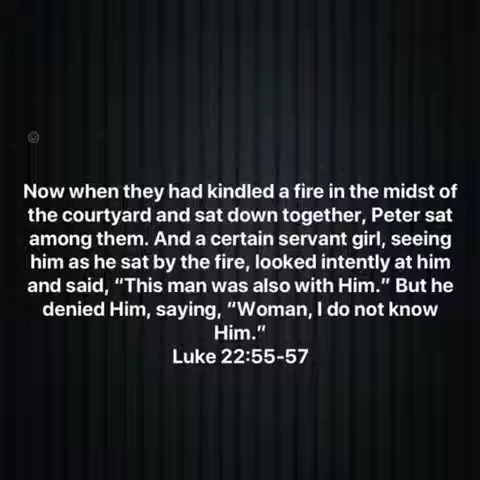 Now when they had kindled a fire in the midst of
the courtyard and sat down together, Peter sat
among them. And a certain servant girl, seeing
him as he sat by the fire, looked intently at him
and said, “This man was also with Him.” But he
denied Him, saying, “Woman, I do not know
Him.”
Luke 22:55-57